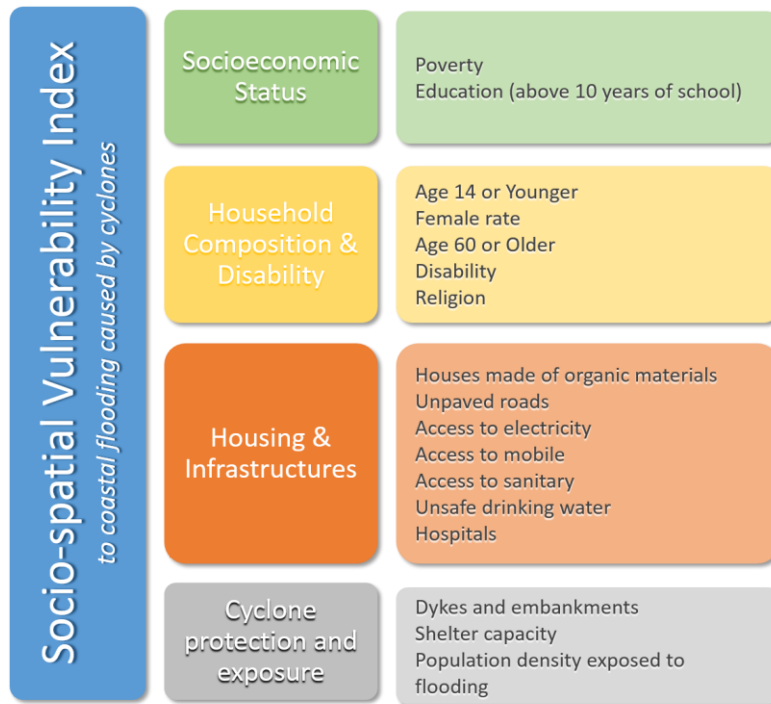 Socio-spatial Vulnerability Index
to coastal flooding caused by cyclones
Socioeconomic
Status
Poverty
Education (above 10 years of school)
Household
Composition &
Disability
Age 14 or Younger
Female rate
Age 60 or Older
Disability
Religion
Housing &
Infrastructures
Houses made of organic materials
Unpaved roads
Access to electricity
Access to mobile
Access to sanitary
Unsafe drinking water
Hospitals
Cyclone
protection and
exposure
Dykes and embankments
Shelter capacity
Population density exposed to
flooding